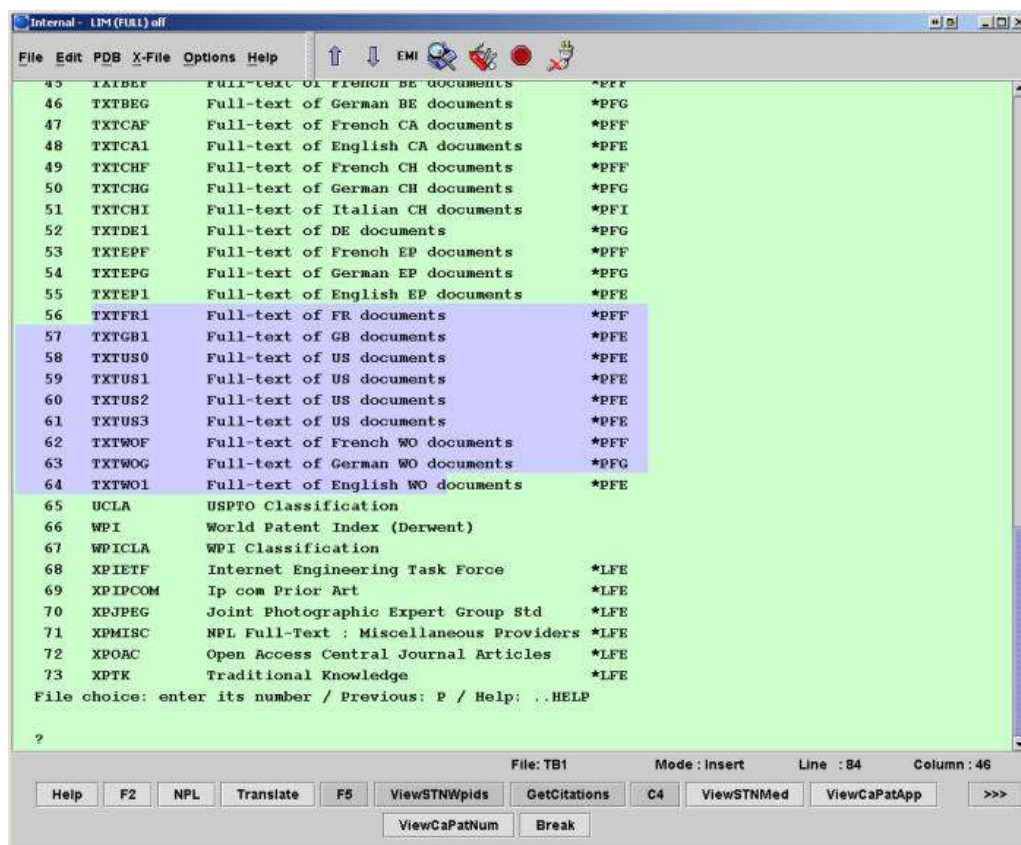 Internal - LIM (FULL) off
File Edit PDB X-File Options Help EMI
45 TXTBEF Full-text of French BE documents *PFF
46 TXTBEG Full-text of German BE documents *PFG
47 TXTCAF Full-text of French CA documents *PFF
48 TXTCA1 Full-text of English CA documents *PFE
49 TXTCHF Full-text of French CH documents *PFF
50 TXTCHG Full-text of German CH documents *PFG
51 TXTCHI Full-text of Italian CH documents *PFI
52 TXTDE1 Full-text of DE documents *PFG
53 TXTEPF Full-text of French EP documents *PFF
54 TXTEPG Full-text of German EP documents *PFG
55 TXTEP1 Full-text of English EP documents *PFE
56 TXTFR1 Full-text of FR documents *PFF
57 TXTGB1 Full-text of GB documents *PFE
58 TXTUS0 Full-text of US documents *PFE
59 TXTUS1 Full-text of US documents *PFE
60 TXTUS2 Full-text of US documents *PFE
61 TXTUS3 Full-text of US documents *PFE
62 TXTWOF Full-text of French WO documents *PFF
63 TXTWOG Full-text of German WO documents *PFG
64 TXTWO1 Full-text of English WO documents *PFE
65 UCLA USPTO Classification
66 WPI World Patent Index (Derwent)
67 WPICLA WPI Classification
68 XPIETF Internet Engineering Task Force *LFE
69 XPIPCOM Ip com Prior Art *LFE
70 XPJPEG Joint Photographic Expert Group Std *LFE
71 XPMISC NPL Full-Text : Miscellaneous Providers *LFE
72 XPOAC Open Access Central Journal Articles *LFE
73 XPTK Traditional Knowledge *LFE
File choice: enter its number / Previous: P / Help: ..HELP
?
File: TB1 Mode : Insert Line : 84 Column : 46
Help F2 NPL Translate F5 ViewSTNWpids GetCitations C4 ViewSTNMed ViewCaPatApp >>>
ViewCaPatNum Break